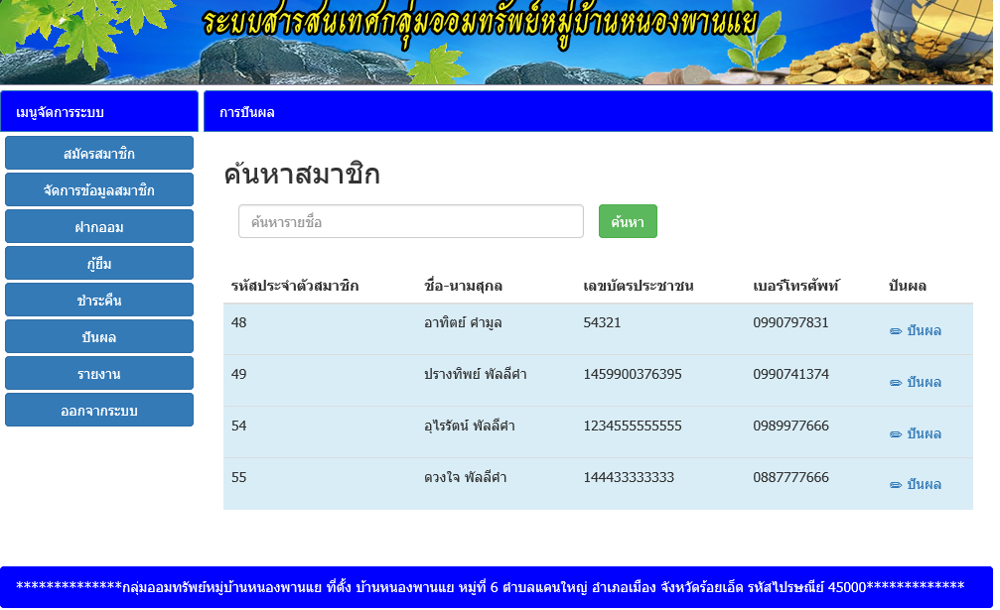 ระบบสารสนเทศกลุ่มออมทรัพย์หมู่บ้านหนองพานแย
เมนูจัดการระบบ
การปันผล
สมัครสมาชิก
จัดการข้อมูลสมาชิก
ฝากออม
กู้ยืม
ชำระคืน
ปันผล
รายงาน
ออกจากระบบ
ค้นหาสมาชิก
ค้นหารายชื่อ ค้นหา
รหัสประจำตัวสมาชิก ชื่อ-นามสุกล เลขบัตรประชาชน เบอร์โทรศัพท์ ปันผล
48 อาทิตย์ คำมูล 54321 0990797831 ปันผล
49 ปรางทิพย์ พัลลีศำ 1459900376395 0990741374 ปันผล
54 อุไรรัตน์ พัลลีศำ 1234555555555 0989977666 ปันผล
55 ดวงใจ พัลลีศำ 144433333333 0887777666 ปันผล
**************กลุ่มออมทรัพย์หมู่บ้านหนองพานแย ที่ตั้ง บ้านหนองพานแย หมู่ที่ 6 ตำบลแคนใหญ่ อำเภอเมือง จังหวัดร้อยเอ็ด รหัสไปรษณีย์ 45000*************